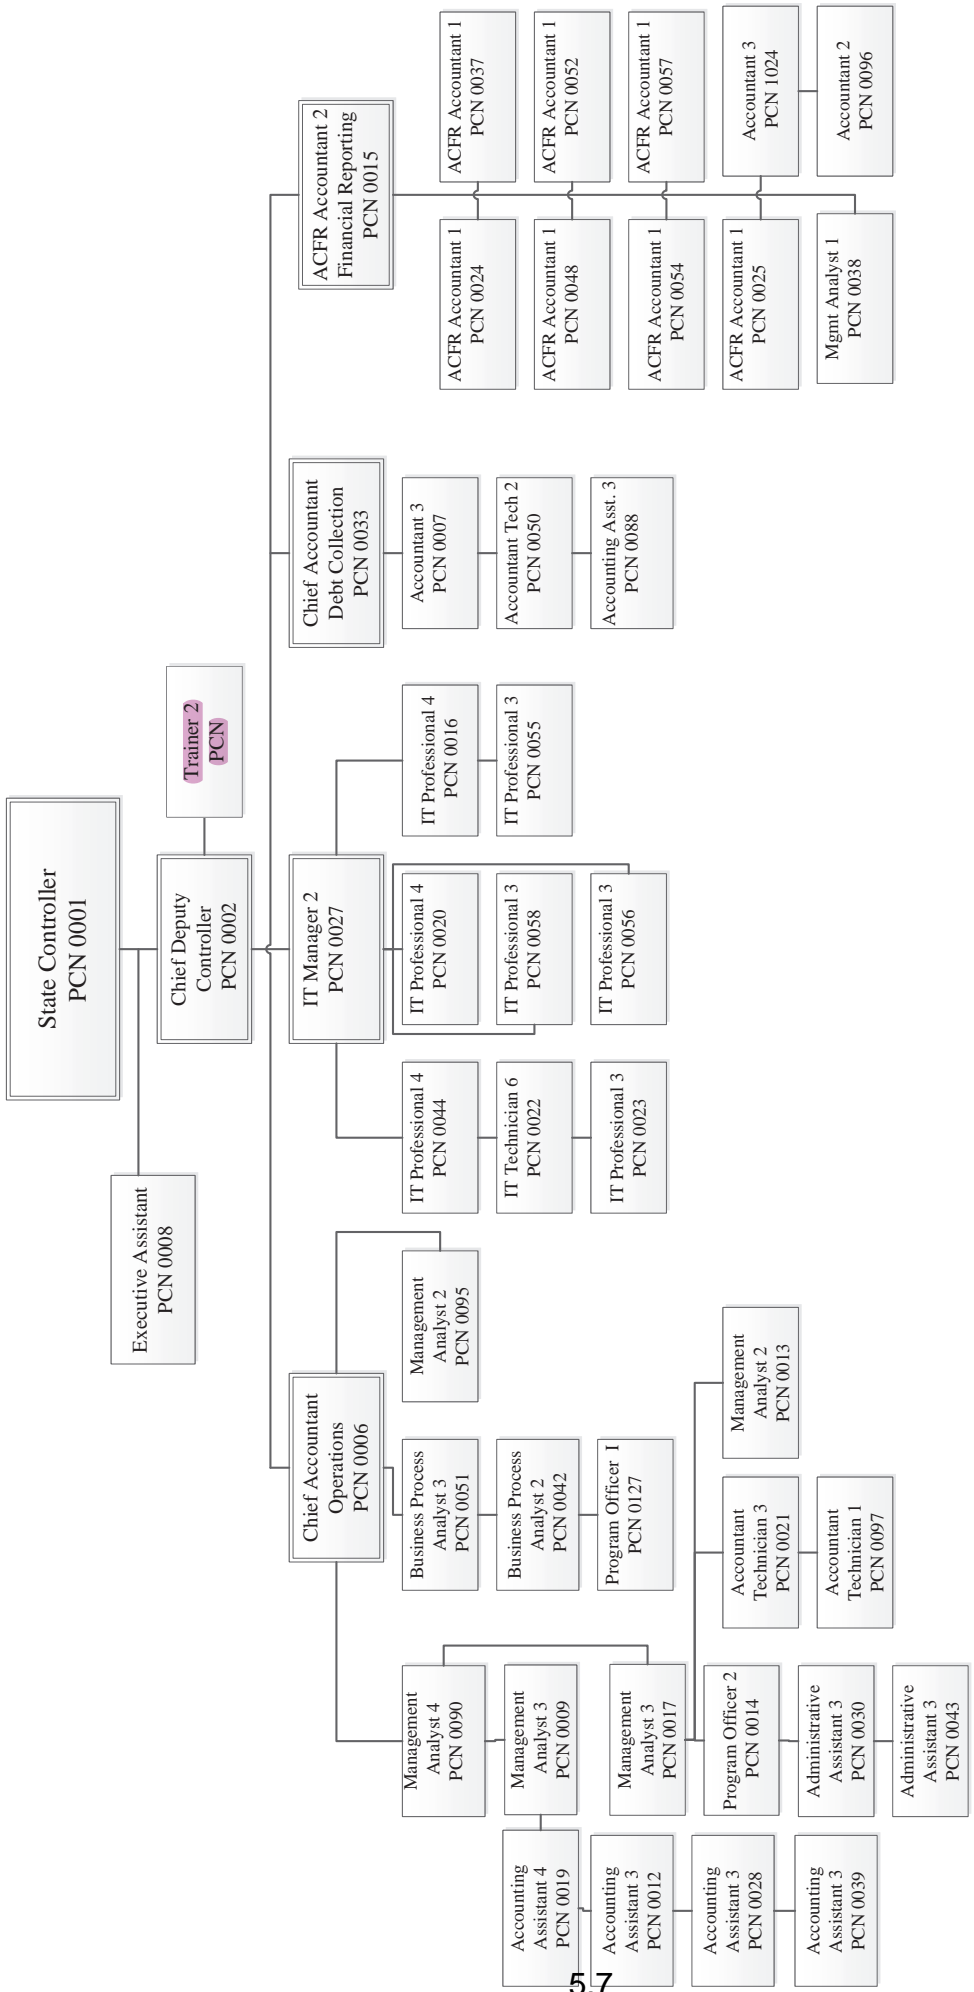 State Controller
PCN 0001
Executive Assistant
PCN 0008
Chief Deputy
Controller
PCN 0002
Trainer 2
PCN
Chief Accountant
Operations
PCN 0006
IT Manager 2
PCN 0027
Chief Accountant
Debt Collection
PCN 0033
ACFR Accountant 2
Financial Reporting
PCN 0015
Management
Analyst 4
PCN 0090
Business Process
Analyst 3
PCN 0051
Management
Analyst 2
PCN 0095
Accounting
Assistant 4
PCN 0019
Management
Analyst 3
PCN 0009
Business Process
Analyst 2
PCN 0042
Accounting
Assistant 3
PCN 0012
Management
Analyst 3
PCN 0017
Program Officer I
PCN 0127
Accounting
Assistant 3
PCN 0028
Program Officer 2
PCN 0014
Accountant
Technician 3
PCN 0021
Management
Analyst 2
PCN 0013
Accounting
Assistant 3
PCN 0039
Administrative
Assistant 3
PCN 0030
Accountant
Technician 1
PCN 0097
Administrative
Assistant 3
PCN 0043
IT Professional 4
PCN 0044
IT Technician 6
PCN 0022
IT Professional 3
PCN 0023
IT Professional 4
PCN 0020
IT Professional 3
PCN 0058
IT Professional 3
PCN 0056
IT Professional 4
PCN 0016
IT Professional 3
PCN 0055
Accountant 3
PCN 0007
Accountant Tech 2
PCN 0050
Accounting Asst. 3
PCN 0088
ACFR Accountant 1
PCN 0024
ACFR Accountant 1
PCN 0037
ACFR Accountant 1
PCN 0048
ACFR Accountant 1
PCN 0052
ACFR Accountant 1
PCN 0054
ACFR Accountant 1
PCN 0057
ACFR Accountant 1
PCN 0025
Accountant 3
PCN 1024
Mgmt Analyst 1
PCN 0038
Accountant 2
PCN 0096
5.7